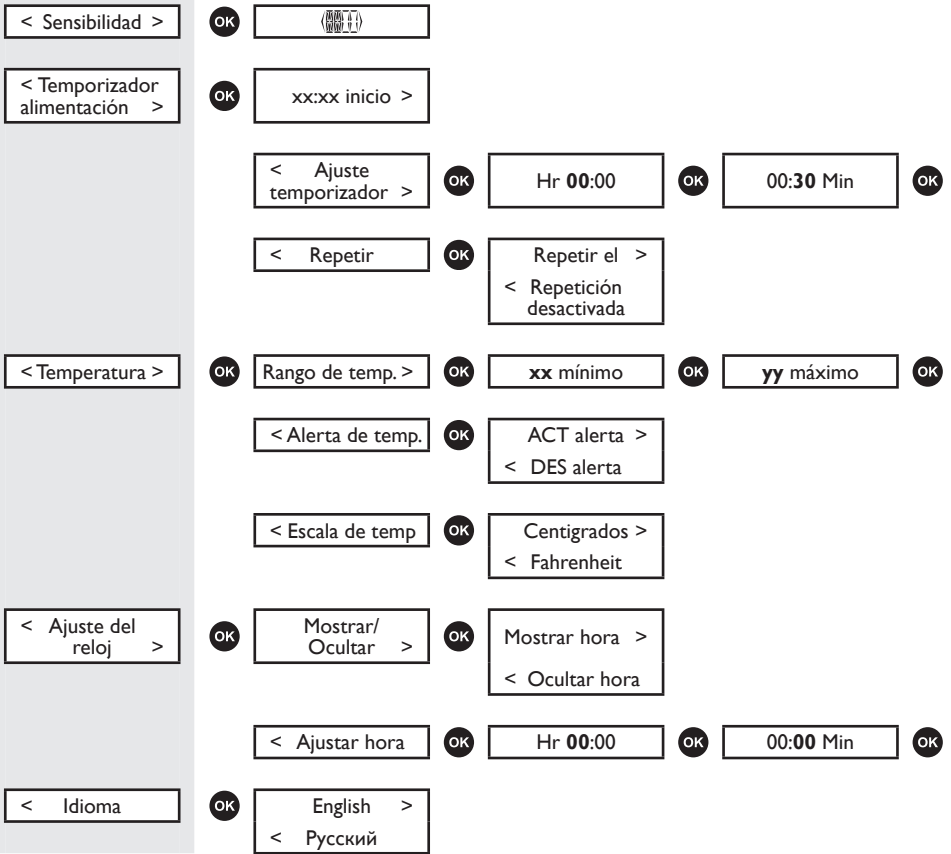 < Sensibilidad > OK
< Temporizador
alimentación > OK xx:xx inicio >
< Ajuste
temporizador > OK Hr 00:00 OK 00:30 Min OK
< Repetir OK Repetir el >
< Repetición
desactivada
< Temperatura > OK Rango de temp. > OK xx mínimo OK yy máximo OK
< Alerta de temp. OK ACT alerta >
< DES alerta
< Escala de temp OK Centigrados >
< Fahrenheit
< Ajuste del
reloj > OK Mostrar/
Ocultar > OK Mostrar hora >
< Ocultar hora
< Ajustar hora OK Hr 00:00 OK 00:00 Min OK
< Idioma OK English >
< Русский